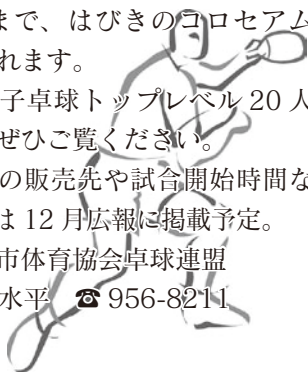 まで、はびきのコロセアム
れます。
子卓球トップレベル 20 人
ぜひご覧ください。
の販売先や試合開始時間な
は 12 月広報に掲載予定。
市体育協会卓球連盟
水平　☎ 956-8211